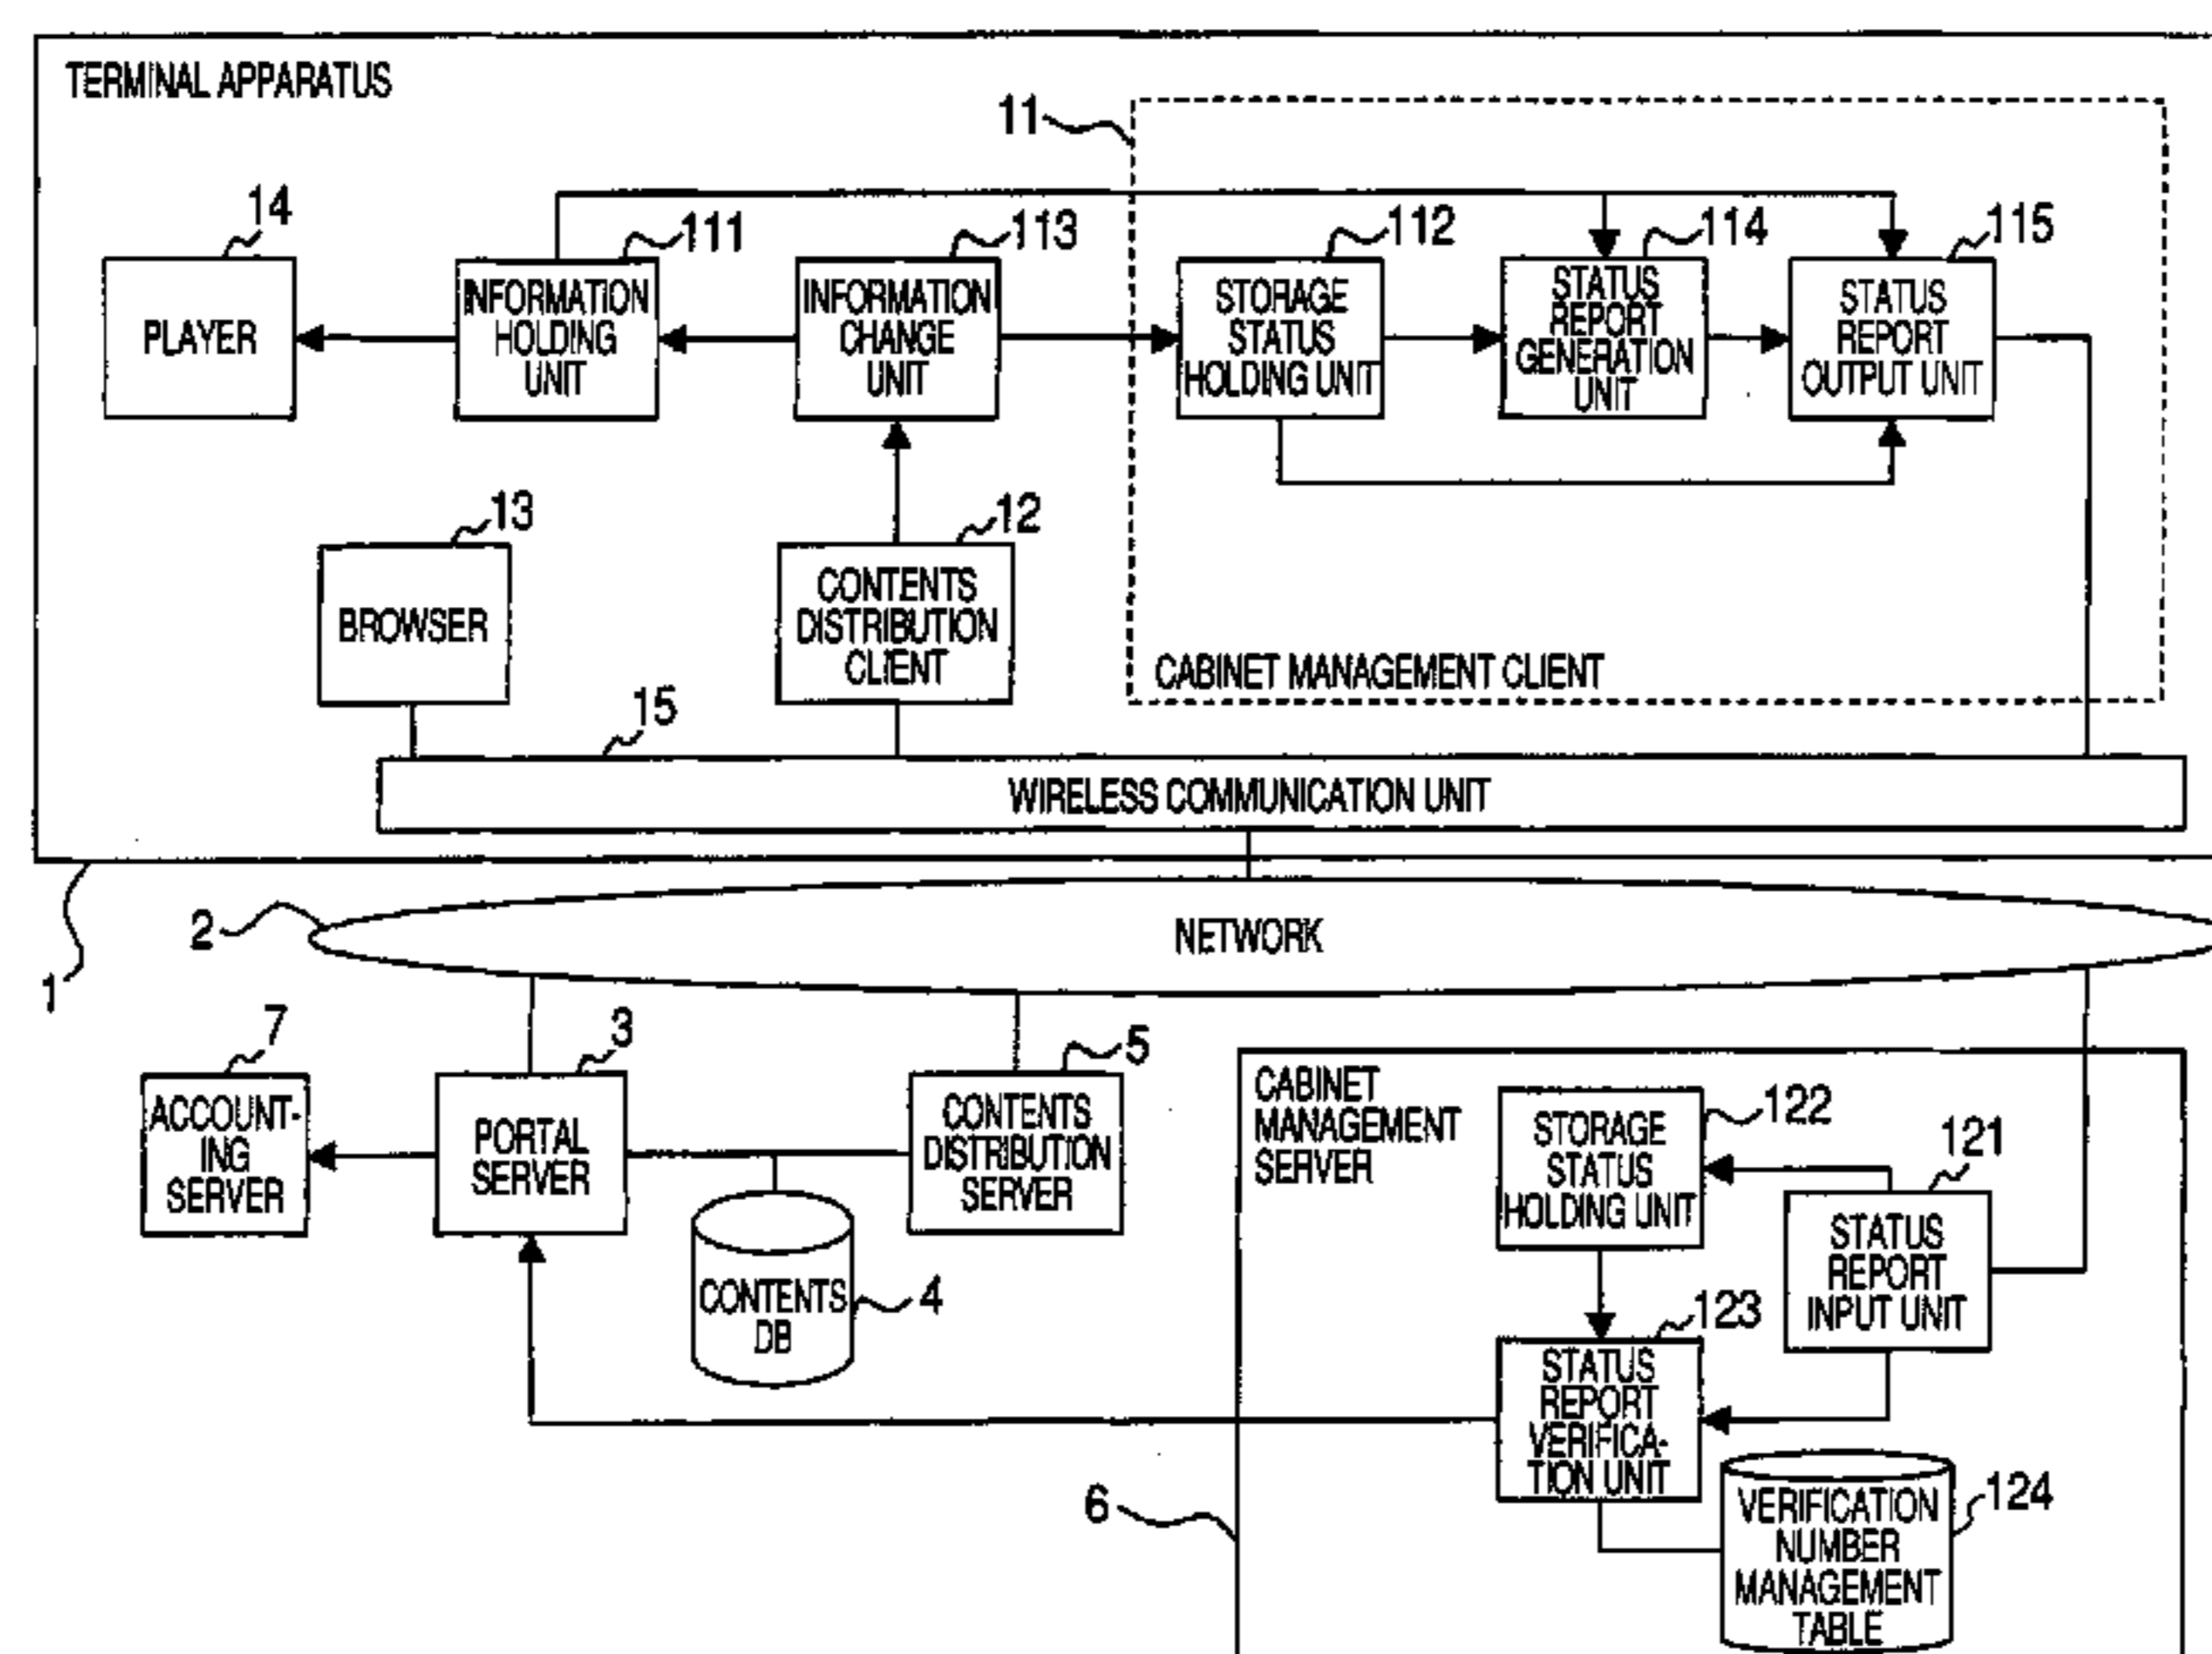 TERMINAL APPARATUS
11
14
111
113
112
114
115
PLAYER
INFORMATION
HOLDING
UNIT
INFORMATION
CHANGE
UNIT
STORAGE
STATUS
HOLDING UNIT
STATUS
REPORT
GENERATION
UNIT
STATUS
REPORT
OUTPUT UNIT
13
12
BROWSER
CONTENTS
DISTRIBUTION
CLIENT
CABINET MANAGEMENT CLIENT
15
WIRELESS COMMUNICATION UNIT
2
NETWORK
1
7
3
5
ACCOUNT-
ING
SERVER
PORTAL
SERVER
CONTENTS
DISTRIBUTION
SERVER
CONTENTS
DB
4
CABINET
MANAGEMENT
SERVER
122
STORAGE
STATUS
HOLDING UNIT
121
STATUS
REPORT
INPUT UNIT
123
STATUS
REPORT
VERIFICA-
TION UNIT
6
124
VERIFICATION
NUMBER
MANAGEMENT
TABLE